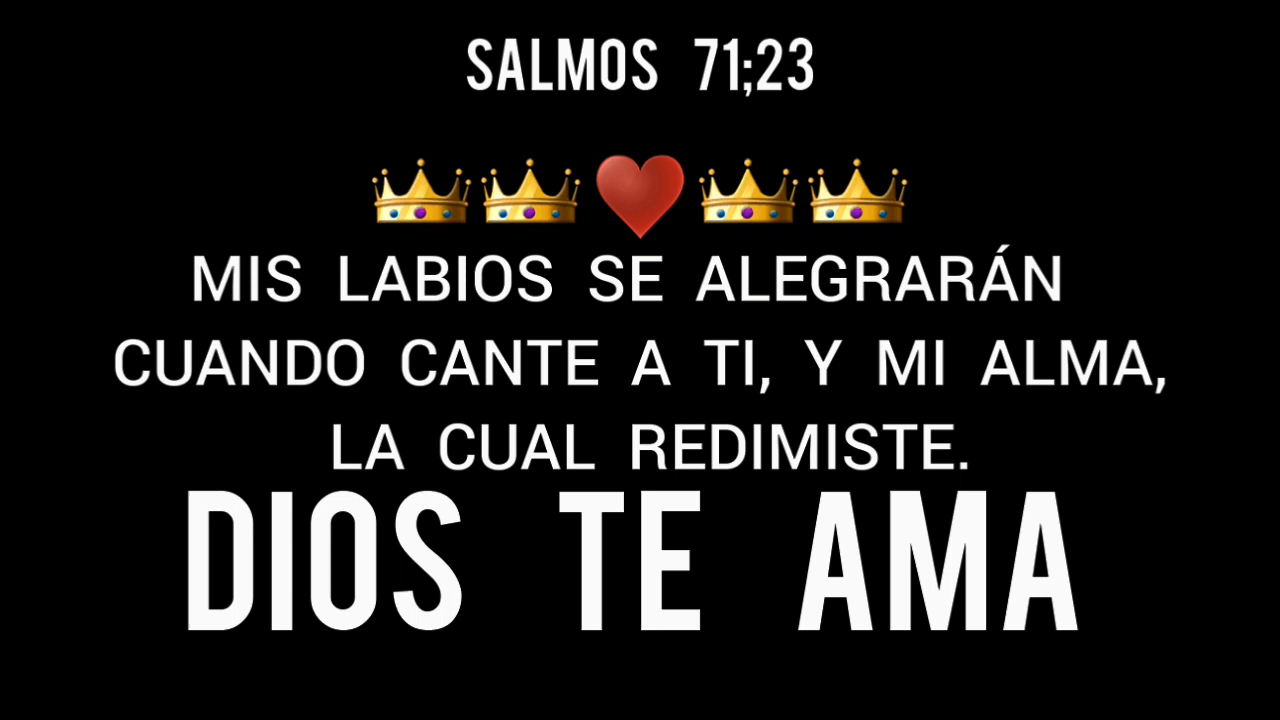 SALMOS 71;23
👑👑♥️👑👑
MIS LABIOS SE ALEGRARÁN
CUANDO CANTE A TI, Y MI ALMA,
LA CUAL REDIMISTE.
DIOS TE AMA